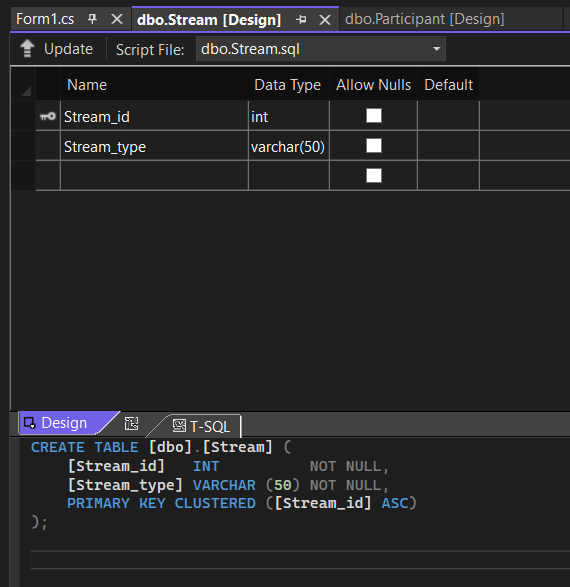 Form1.cs dbo.Stream [Design] dbo.Participant [Design]
Update Script File: dbo.Stream.sql
Name Data Type Allow Nulls Default
Stream_id int
Stream_type varchar(50)
Design T-SQL
CREATE TABLE [dbo].[Stream] (
[Stream_id] INT NOT NULL,
[Stream_type] VARCHAR (50) NOT NULL,
PRIMARY KEY CLUSTERED ([Stream_id] ASC)
);